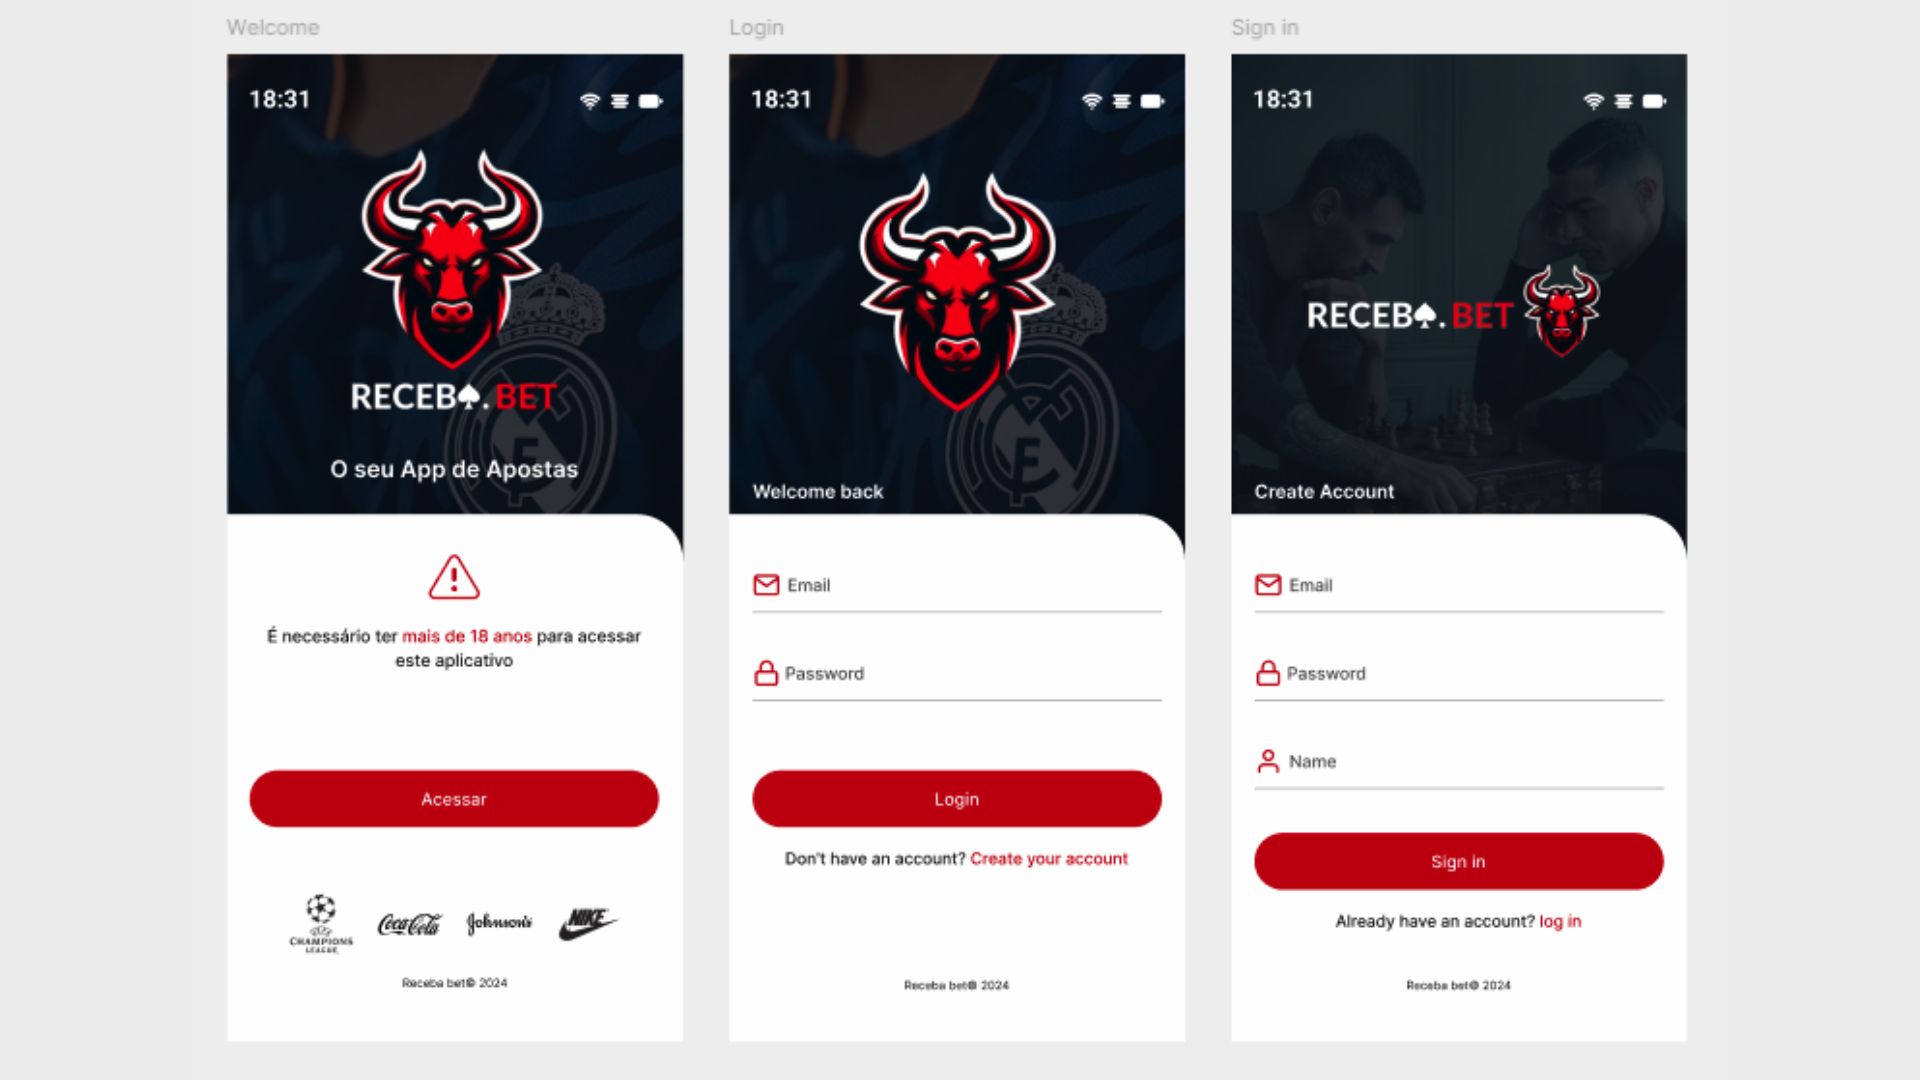 Welcome
18:31
RECEB♠.BET
O seu App de Apostas
É necessário ter mais de 18 anos para acessar
este aplicativo
Acessar
CHAMPIONS
LEAGUE
Coca-Cola
Johnson's
NIKE
Receba bet© 2024
Login
18:31
Welcome back
Email
Password
Login
Don't have an account? Create your account
Receba bet© 2024
Sign in
18:31
RECEB♠.BET
Create Account
Email
Password
Name
Sign in
Already have an account? log in
Receba bet© 2024